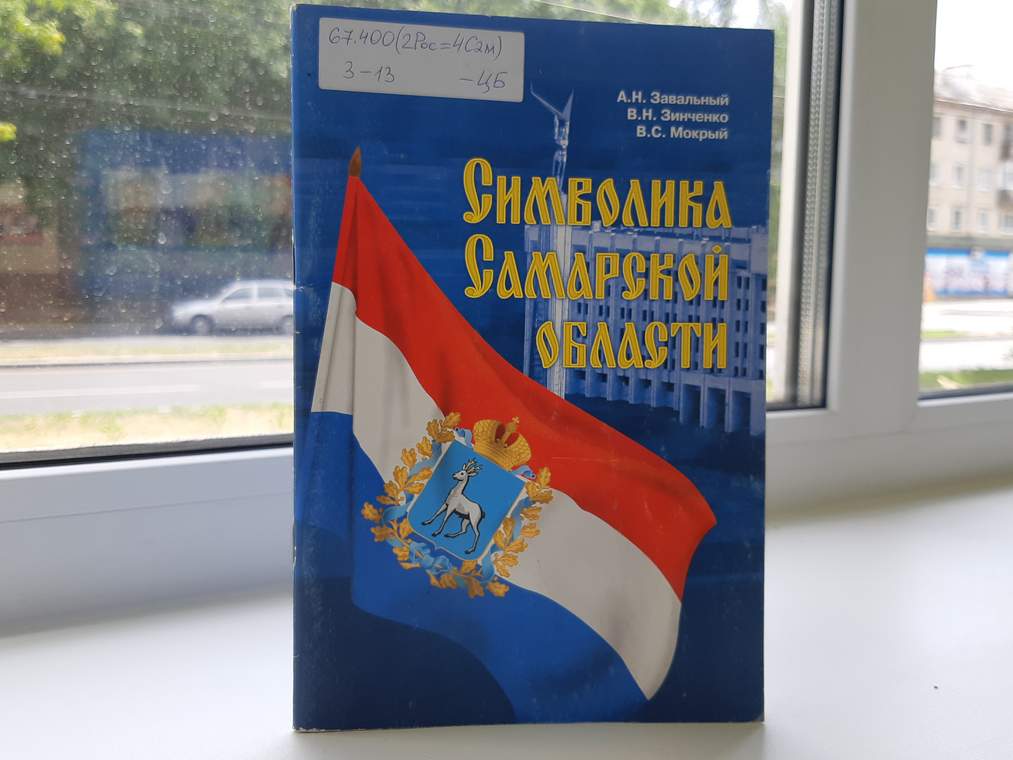 67.400(2Рос=4Сам)
З-13 -ЦБ
А.Н. Завальный
В.Н. Зинченко
В.С. Мокрый
Символика
Самарской
области